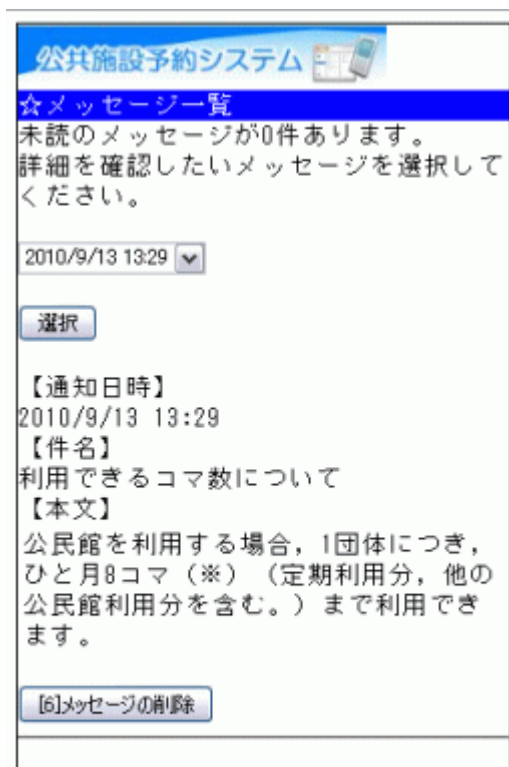 公共施設予約システム
☆メッセージ一覧
未読のメッセージが0件あります。
詳細を確認したいメッセージを選択して
ください。
2010/9/13 13:29
選択
【通知日時】
2010/9/13 13:29
【件名】
利用できるコマ数について
【本文】
公民館を利用する場合，1団体につき，
ひと月8コマ（※）（定期利用分，他の
公民館利用分を含む。）まで利用でき
ます。
[6]メッセージの削除